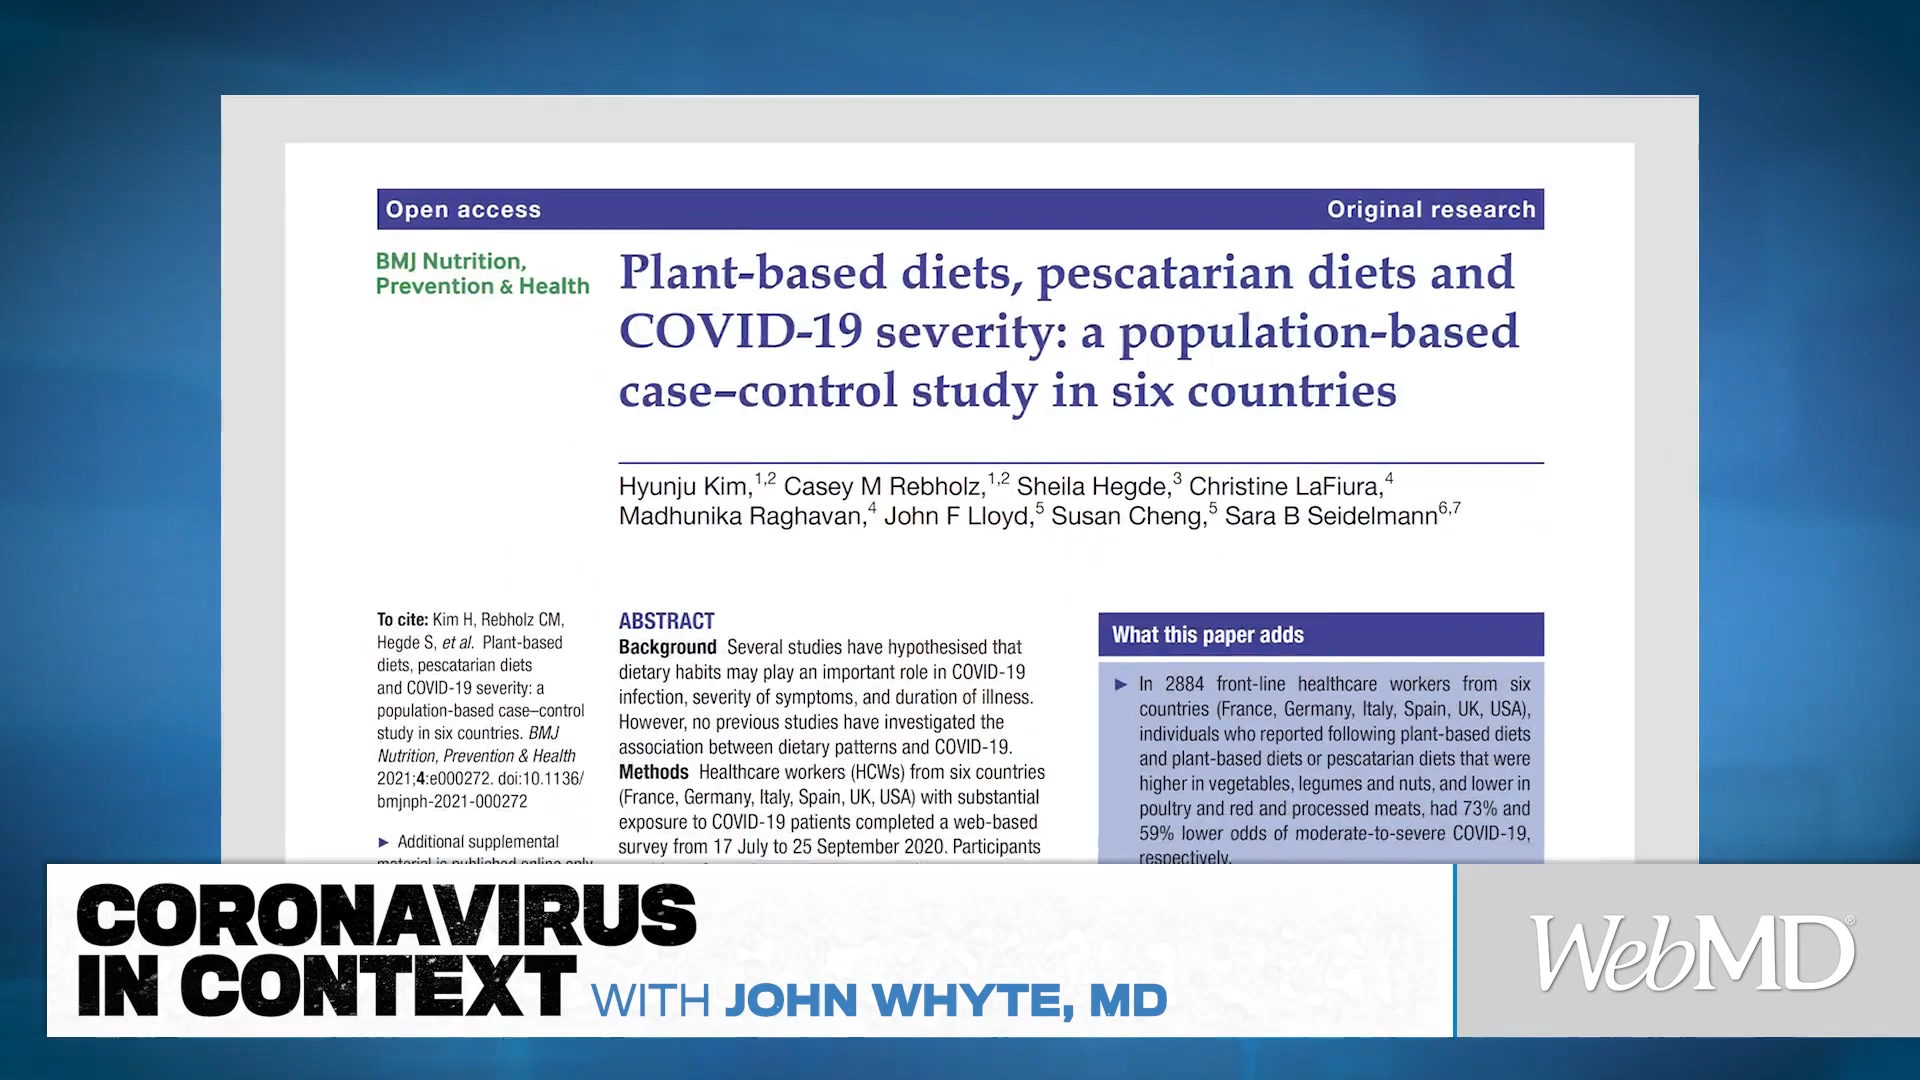 Open access
Original research
BMJ Nutrition,
Prevention & Health
Plant-based diets, pescatarian diets and
COVID-19 severity: a population-based
case–control study in six countries
Hyunju Kim,1,2 Casey M Rebholz,1,2 Sheila Hegde,3 Christine LaFiura,4
Madhunika Raghavan,4 John F Lloyd,5 Susan Cheng,5 Sara B Seidelmann6,7
To cite: Kim H, Rebholz CM,
Hegde S, et al. Plant-based
diets, pescatarian diets
and COVID-19 severity: a
population-based case–control
study in six countries. BMJ
Nutrition, Prevention & Health
2021;4:e000272. doi:10.1136/
bmjnph-2021-000272
► Additional supplemental
material is published online only
ABSTRACT
Background Several studies have hypothesised that
dietary habits may play an important role in COVID-19
infection, severity of symptoms, and duration of illness.
However, no previous studies have investigated the
association between dietary patterns and COVID-19.
Methods Healthcare workers (HCWs) from six countries
(France, Germany, Italy, Spain, UK, USA) with substantial
exposure to COVID-19 patients completed a web-based
survey from 17 July to 25 September 2020. Participants
What this paper adds
► In 2884 front-line healthcare workers from six
countries (France, Germany, Italy, Spain, UK, USA),
individuals who reported following plant-based diets
and plant-based diets or pescatarian diets that were
higher in vegetables, legumes and nuts, and lower in
poultry and red and processed meats, had 73% and
59% lower odds of moderate-to-severe COVID-19,
respectively.
CORONAVIRUS
IN CONTEXT WITH JOHN WHYTE, MD
WebMD®